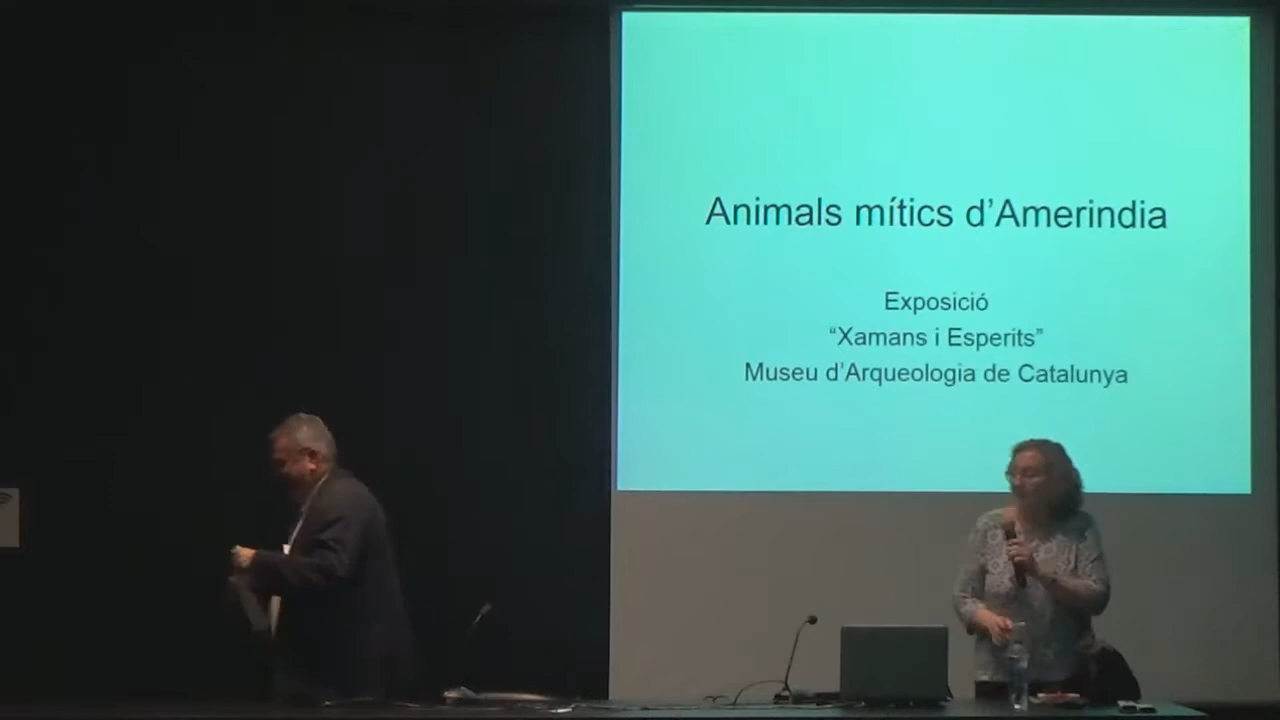 Animals mítics d’Amerindia
Exposició
“Xamans i Esperits”
Museu d’Arqueologia de Catalunya